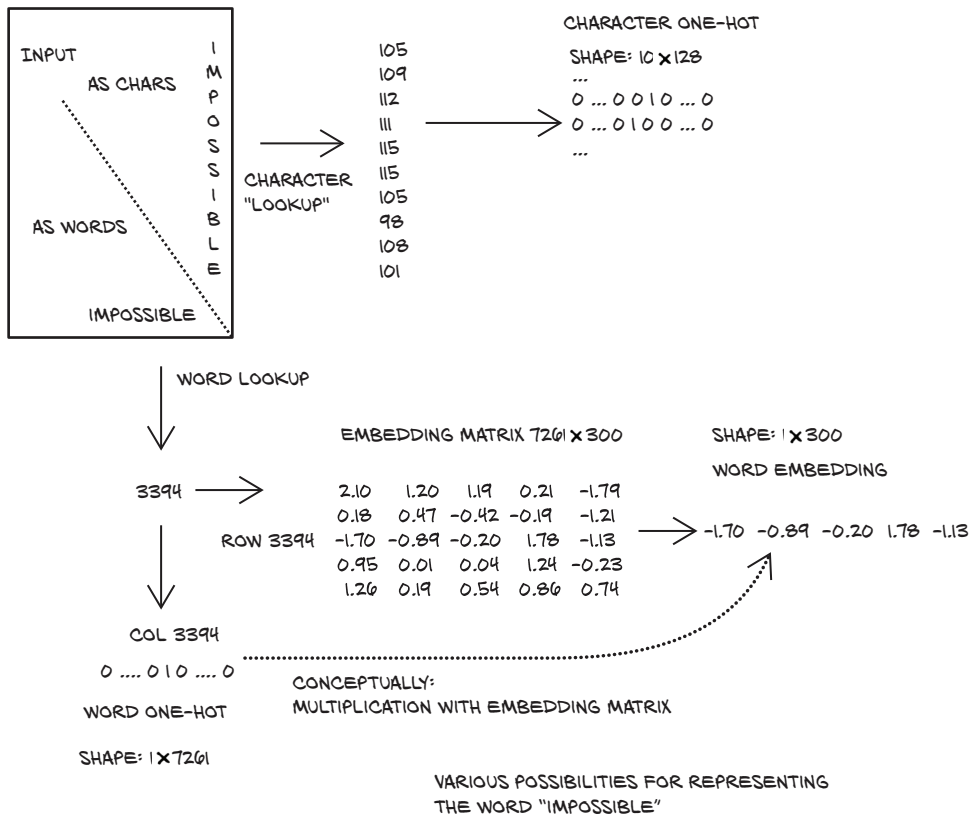 INPUT
AS CHARS
I
M
P
O
S
S
I
B
L
E
AS WORDS
IMPOSSIBLE
CHARACTER
"LOOKUP"
105
109
112
111
115
115
105
98
108
101
CHARACTER ONE-HOT
SHAPE: 10 × 128
...
0 ... 0 0 1 0 ... 0
0 ... 0 1 0 0 ... 0
...
WORD LOOKUP
3394
EMBEDDING MATRIX 7261 × 300
2.10 1.20 1.19 0.21 -1.79
0.18 0.47 -0.42 -0.19 -1.21
ROW 3394 -1.70 -0.89 -0.20 1.78 -1.13
0.95 0.01 0.04 1.24 -0.23
1.26 0.19 0.54 0.86 0.74
SHAPE: 1 × 300
WORD EMBEDDING
-1.70 -0.89 -0.20 1.78 -1.13
COL 3394
0 .... 0 1 0 .... 0
WORD ONE-HOT
SHAPE: 1 × 7261
CONCEPTUALLY:
MULTIPLICATION WITH EMBEDDING MATRIX
VARIOUS POSSIBILITIES FOR REPRESENTING
THE WORD "IMPOSSIBLE"